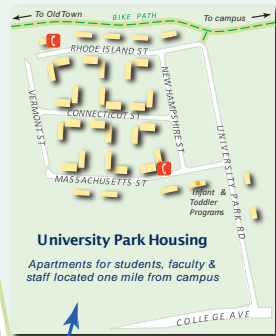 To Old Town
BIKE PATH
To campus
RHODE ISLAND ST
VERMONT ST
NEW HAMPSHIRE ST
CONNECTICUT ST
MASSACHUSETTS ST
UNIVERSITY PARK RD
Infant &
Toddler
Programs
University Park Housing
Apartments for students, faculty &
staff located one mile from campus
COLLEGE AVE